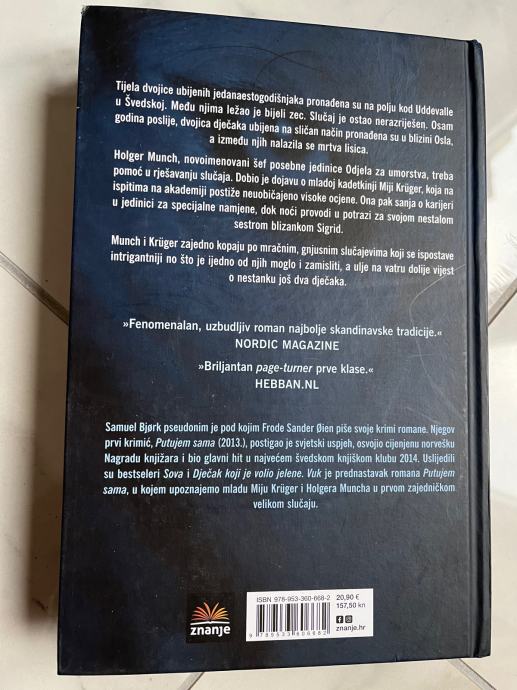 Tijela dvojice ubijenih jedanaestogodišnjaka pronađena su na polju kod Uddevalle
u Švedskoj. Među njima ležao je bijeli zec. Slučaj je ostao neraziješen. Osam
godina poslije, dvojica dječaka ubijena na sličan način pronađena su u blizini Osla,
a između njih nalazila se mrtva lisica.
Holger Munch, novoimenovani šef posebne jedinice Odjela za umorstva, treba
pomoć u rješavanju slučaja. Dobio je dojavu o mladoj kadetkinji Miji Krüger, koja na
ispitima na akademiji postiže neuobičajeno visoke ocjene. Ona pak sanja o karijeri
u jedinici za specijalne namjene, dok noći provodi u potrazi za svojom nestalom
sestrom blizankom Sigrid.
Munch i Krüger zajedno kopaju po mračnim, gnjusnim slučajevima koji se ispostave
intrigantniji no što je ijedno od njih moglo i zamisliti, a ulje na vatru dolije vijest
o nestanku još dva dječaka.
»Fenomenalan, uzbudljiv roman najbolje skandinavske tradicije.«
NORDIC MAGAZINE
»Briljantan page-turner prve klase.«
HEBBAN.NL
Samuel Bjørk pseudonim je pod kojim Frode Sander Øien piše svoje krimi romane. Njegov
prvi krimić, Putujem sama (2013.), postigao je svjetski uspjeh, osvojio cijenjenu norvešku
Nagradu knjižara i bio glavni hit u najvećem švedskom knjiškom klubu 2014. Uslijedili
su bestseleri Sova i Dječak koji je volio jelene. Vuk je prednastavak romana Putujem
sama, u kojem upoznajemo mladu Miju Krüger i Holgera Muncha u prvom zajedničkom
velikom slučaju.
ISBN 978-953-360-668-2
20,90 €
157,50 kn
9 789533 606682
znanje.hr
znanje